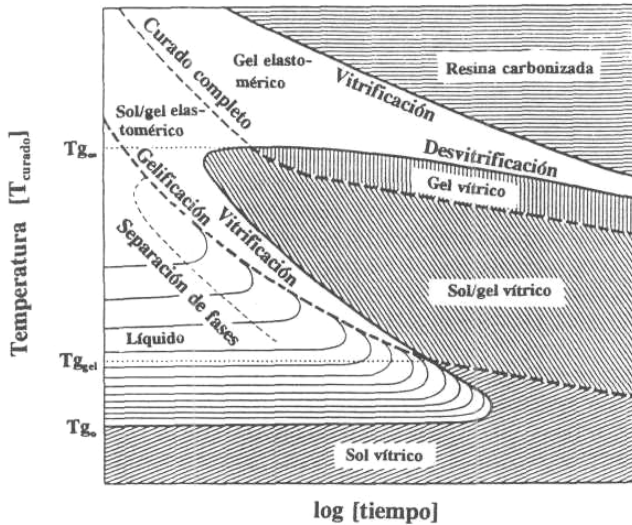 Curado completo
Gel elasto-
mérico
Vitrificación
Resina carbonizada
Sol/gel elas-
tomérico
Temperatura [Tcurado]
Tg∞
Desvitrificación
Gel vítrico
Gelificación
Vitrificación
Separación de fases
Sol/gel vítrico
Líquido
Tggel
Tgo
Sol vítrico
log [tiempo]